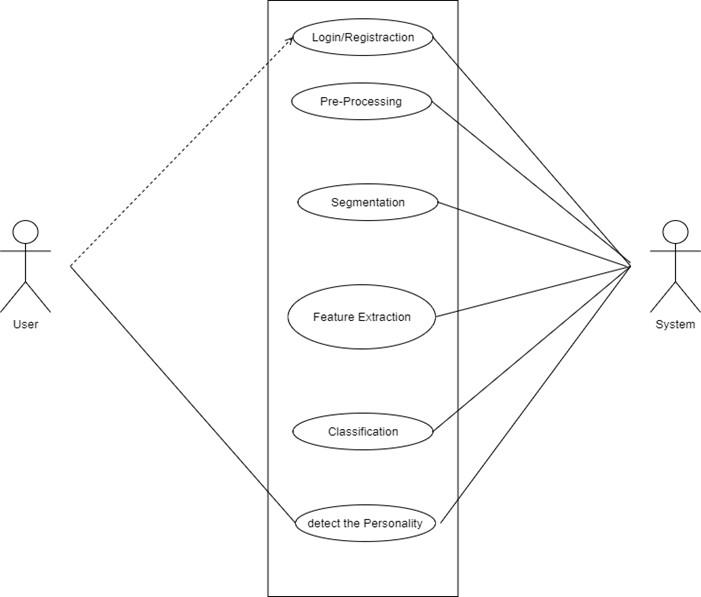 Login/Registraction
Pre-Processing
Segmentation
Feature Extraction
User
System
Classification
detect the Personality